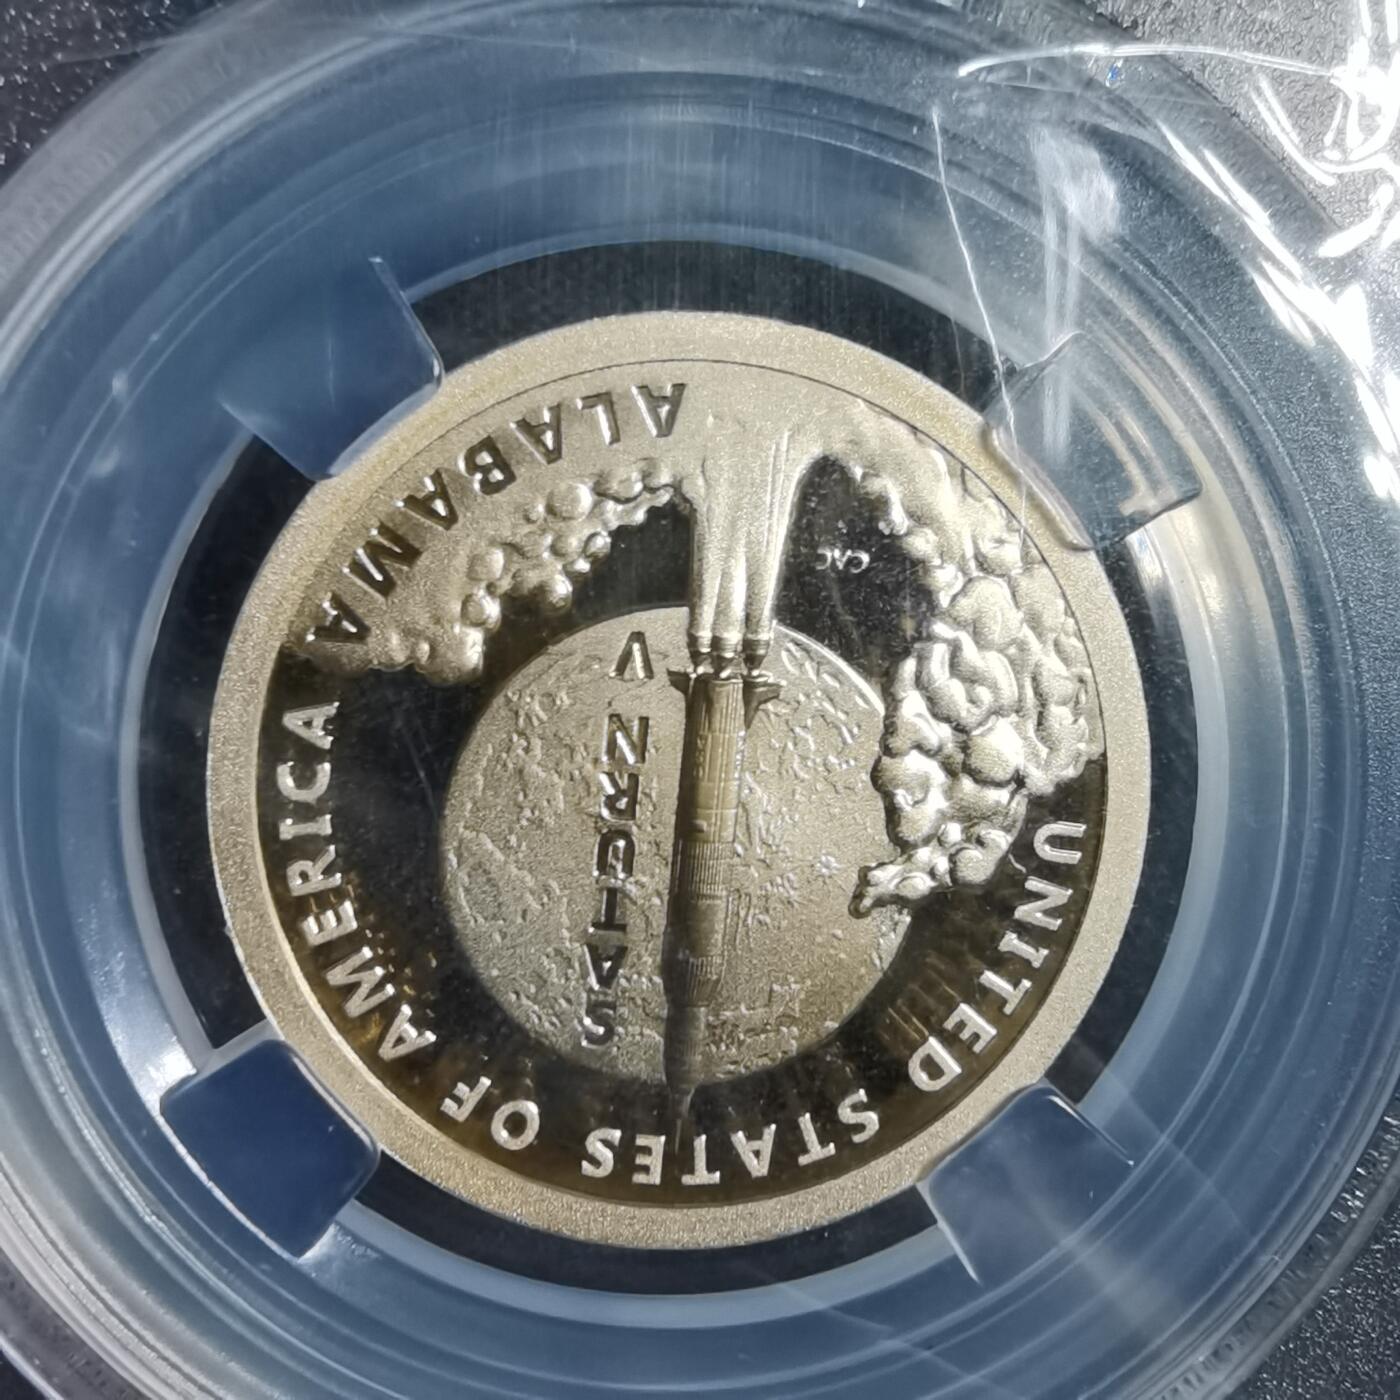 UNITED STATES OF AMERICA
SATURN V
CAC
ALABAMA